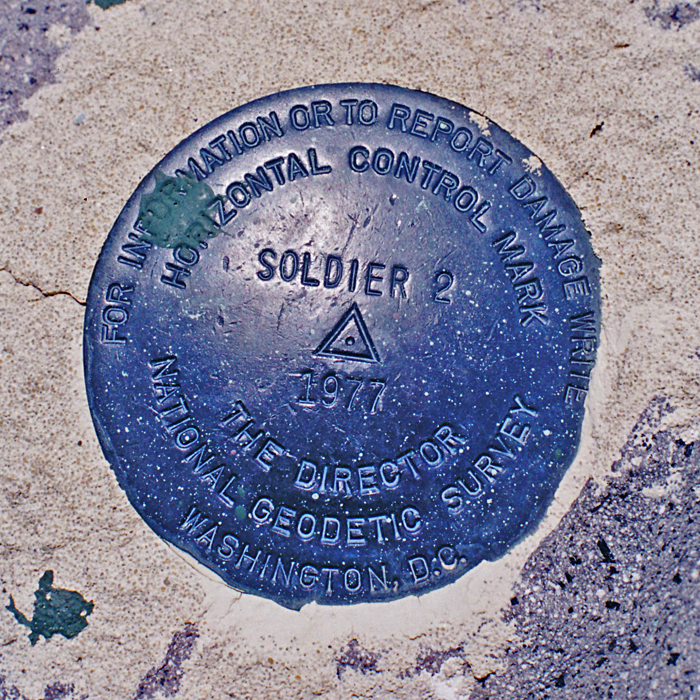 FOR INFORMATION OR TO REPORT DAMAGE WRITE
HORIZONTAL CONTROL MARK
SOLDIER 2
1977
THE DIRECTOR
NATIONAL GEODETIC SURVEY
WASHINGTON, D.C.